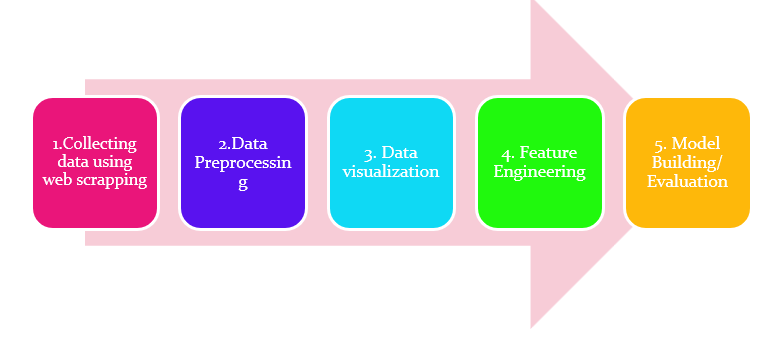 1.Collecting
data using
web scrapping
2.Data
Preprocessin
g
3. Data
visualization
4. Feature
Engineering
5. Model
Building/
Evaluation